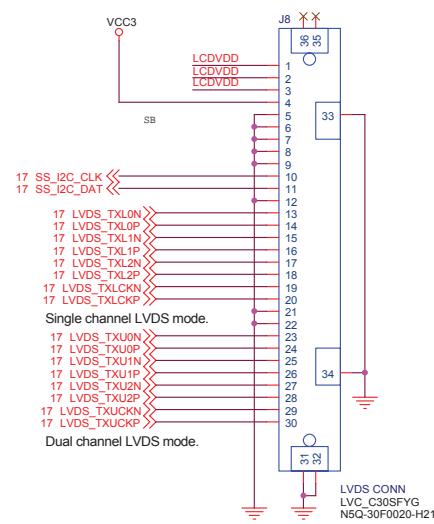 VCC3
J8
36 35
LCDVDD 1
LCDVDD 2
LCDVDD 3
4
5 33
SB
6
7
8
9
17 SS_I2C_CLK 10
17 SS_I2C_DAT 11
12
17 LVDS_TXL0N 13
17 LVDS_TXL0P 14
17 LVDS_TXL1N 15
17 LVDS_TXL1P 16
17 LVDS_TXL2N 17
17 LVDS_TXL2P 18
17 LVDS_TXLCKN 19
17 LVDS_TXLCKP 20
Single channel LVDS mode.
21
22
17 LVDS_TXU0N 23
17 LVDS_TXU0P 24
17 LVDS_TXU1N 25
17 LVDS_TXU1P 26 34
17 LVDS_TXU2N 27
17 LVDS_TXU2P 28
17 LVDS_TXUCKN 29
17 LVDS_TXUCKP 30
Dual channel LVDS mode.
31 32
LVDS CONN
LVC_C30SFYG
N5Q-30F0020-H21